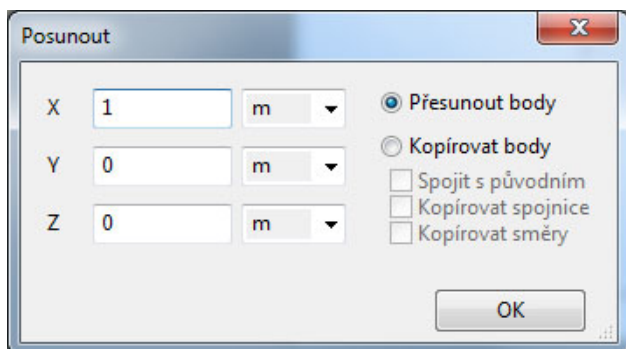 Posunout
X 1 m
Y 0 m
Z 0 m
Přesunout body
Kopírovat body
Spojit s původním
Kopírovat spojnice
Kopírovat směry
OK